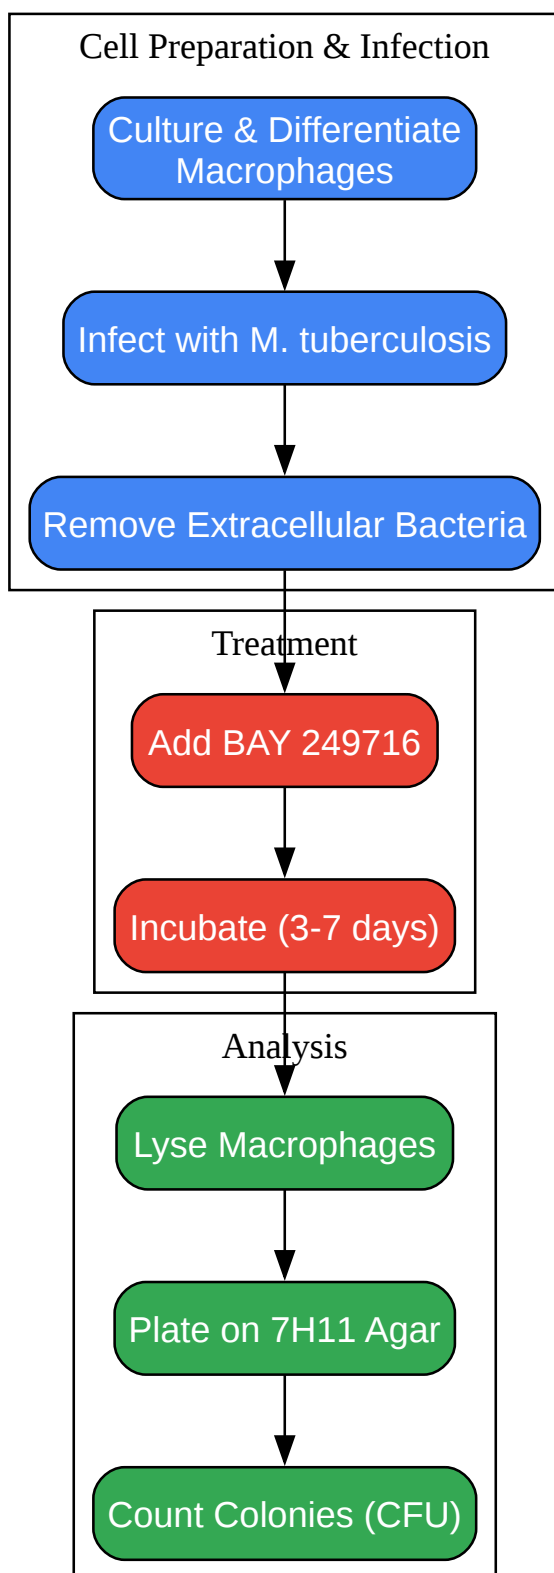 Cell Preparation & Infection
Culture & Differentiate
Macrophages
Infect with M. tuberculosis
Remove Extracellular Bacteria
Treatment
Add BAY 249716
Incubate (3-7 days)
Analysis
Lyse Macrophages
Plate on 7H11 Agar
Count Colonies (CFU)